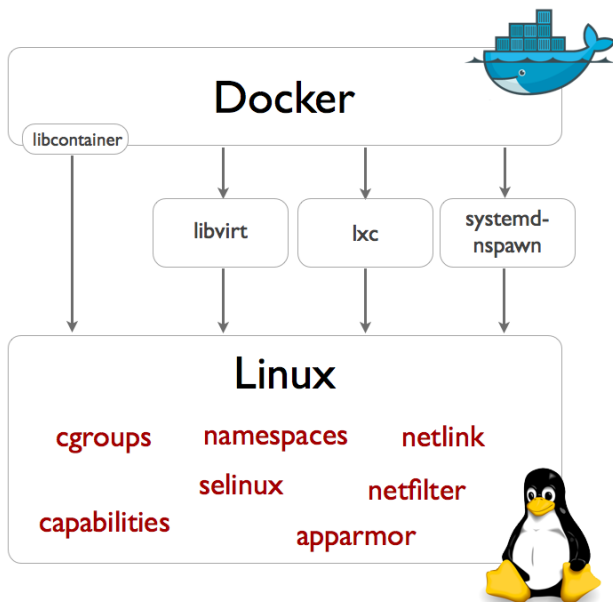 Docker
libcontainer
libvirt
lxc
systemd-
nspawn
Linux
cgroups
namespaces
netlink
selinux
netfilter
capabilities
apparmor